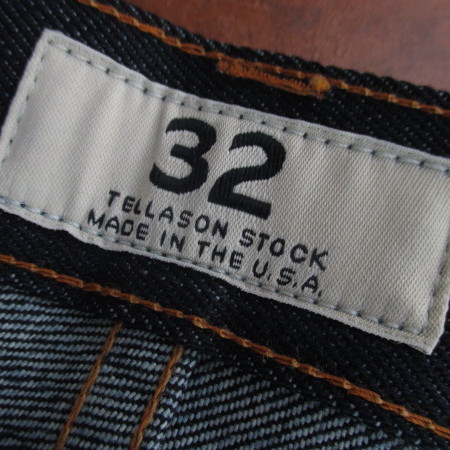 32
TELLASON STOCK
MADE IN THE U.S.A.